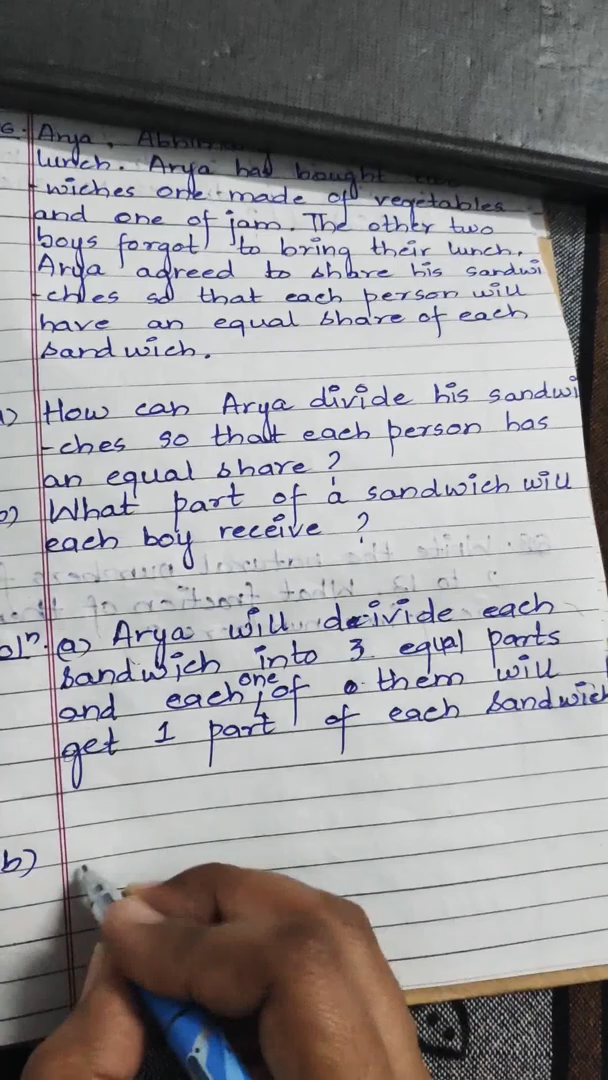 6. Arya, Abhin
lunch. Arya had bought two
-wiches one made of vegetables
and one of jam. The other two
boys forgot to bring their lunch.
Arya agreed to share his sandwi
-ches so that each person will
have an equal share of each
sandwich.
a) How can Arya divide his sandwi
-ches so that each person has
an equal share ?
b) What part of a sandwich will
each boy receive ?
Soln. (a) Arya will divide each
sandwich into 3 equal parts
and each one of them will
get 1 part of each sandwich
b)